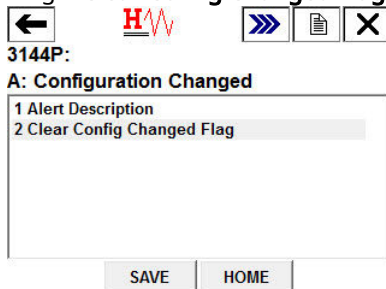 H
3144P:
A: Configuration Changed
1 Alert Description
2 Clear Config Changed Flag
SAVE HOME